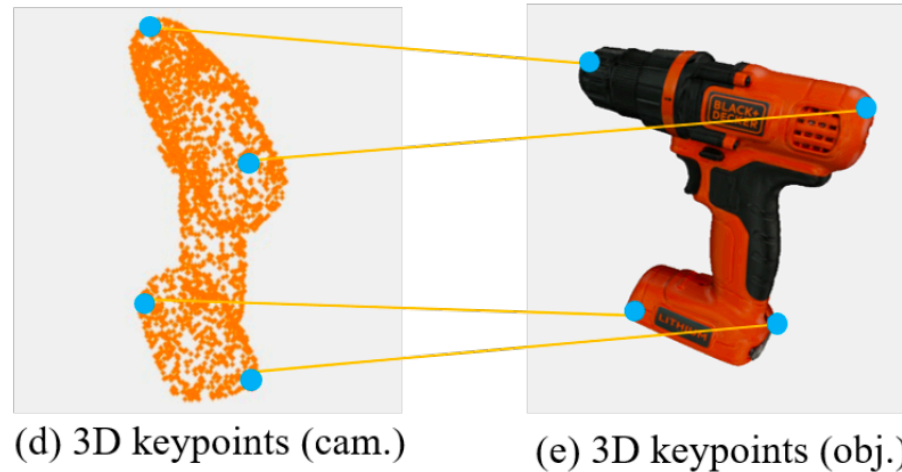 BLACK+
DECKER
LITHIUM
(d) 3D keypoints (cam.)
(e) 3D keypoints (obj.)